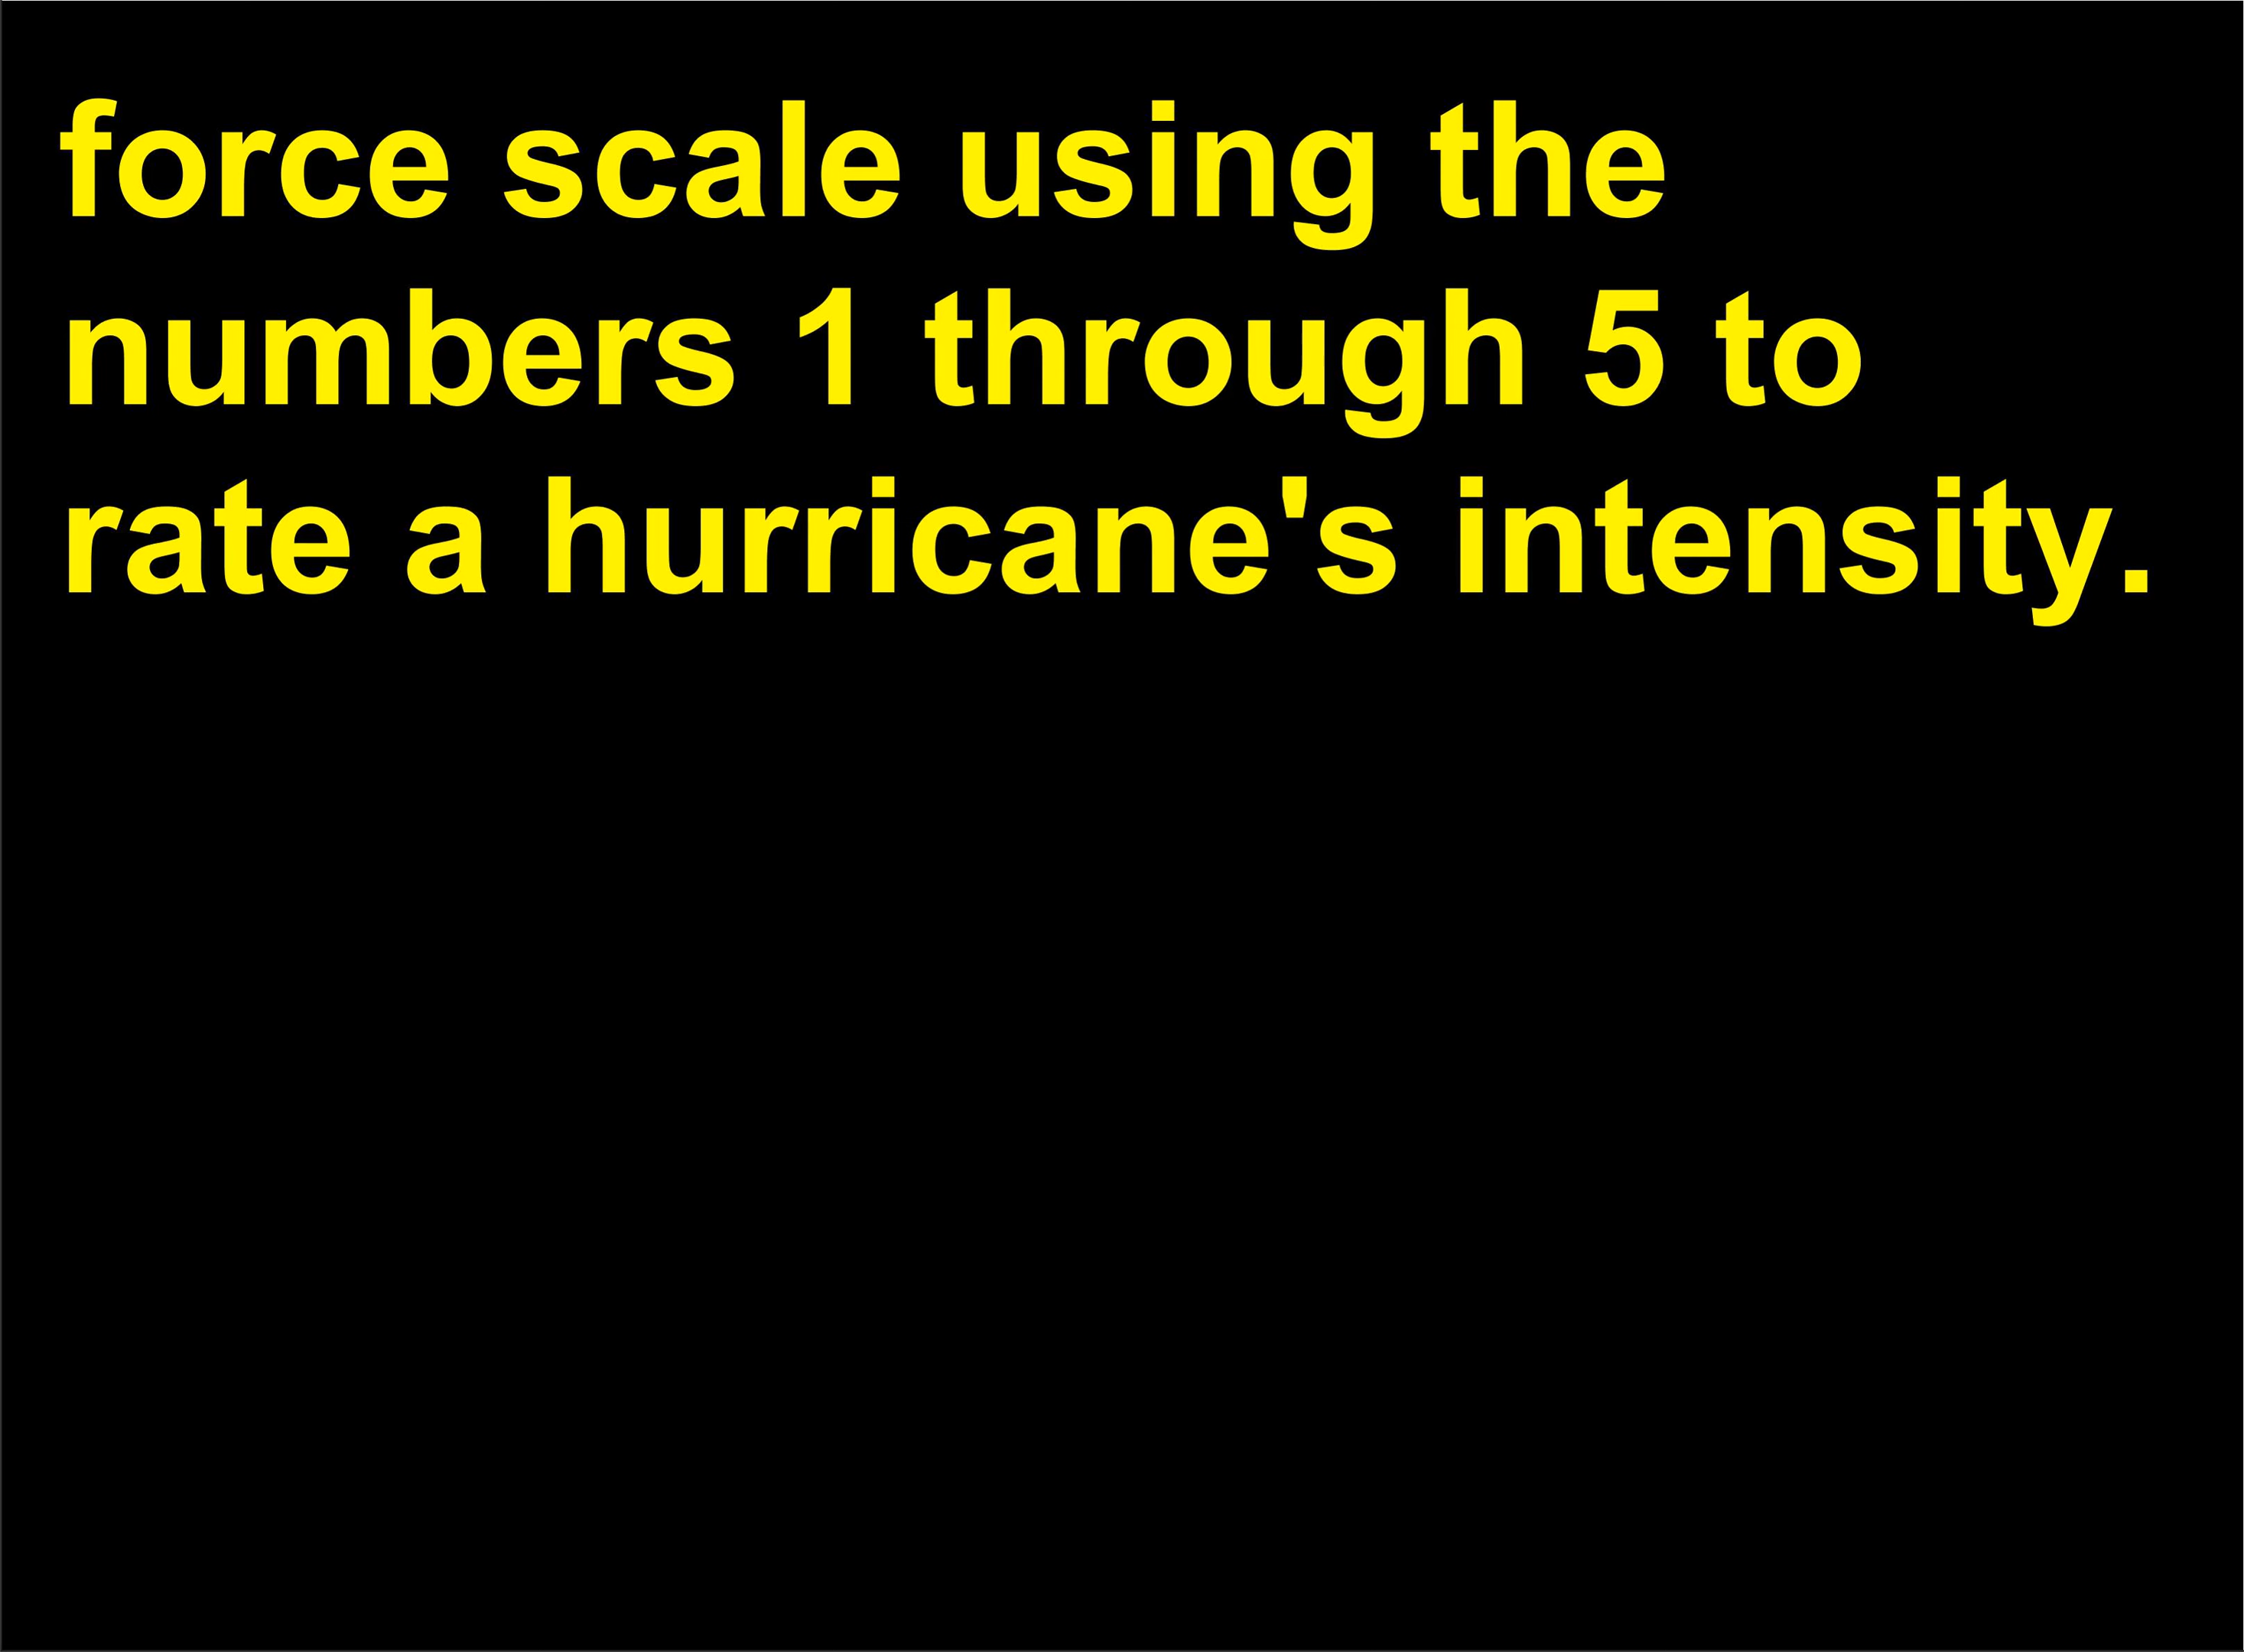 force scale using the
numbers 1 through 5 to
rate a hurricane's intensity.